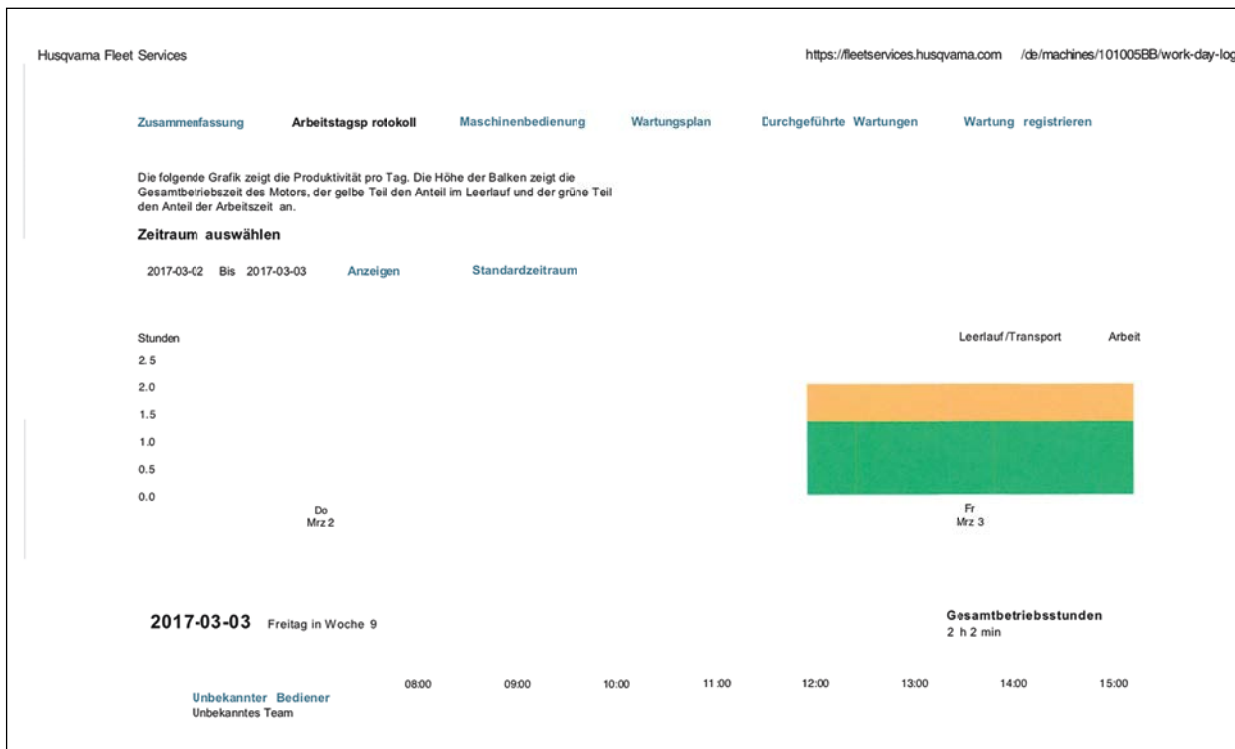 Husqvarna Fleet Services
https://fleetservices.husqvarna.com /de/machines/101005BB/work-day-log
Zusammenfassung Arbeitstagsp rotokoll Maschinenbedienung Wartungsplan Durchgeführte Wartungen Wartung registrieren
Die folgende Grafik zeigt die Produktivität pro Tag. Die Höhe der Balken zeigt die
Gesamtbetriebszeit des Motors, der gelbe Teil den Anteil im Leerlauf und der grüne Teil
den Anteil der Arbeitszeit an.
Zeitraum auswählen
2017-03-02 Bis 2017-03-03 Anzeigen Standardzeitraum
Stunden Leerlauf/Transport Arbeit
2.5
2.0
1.5
1.0
0.5
0.0
Do Fr
Mrz 2 Mrz 3
2017-03-03 Freitag in Woche 9 Gesamtbetriebsstunden
2 h 2 min
08:00 09:00 10:00 11:00 12:00 13:00 14:00 15:00
Unbekannter Bediener
Unbekanntes Team